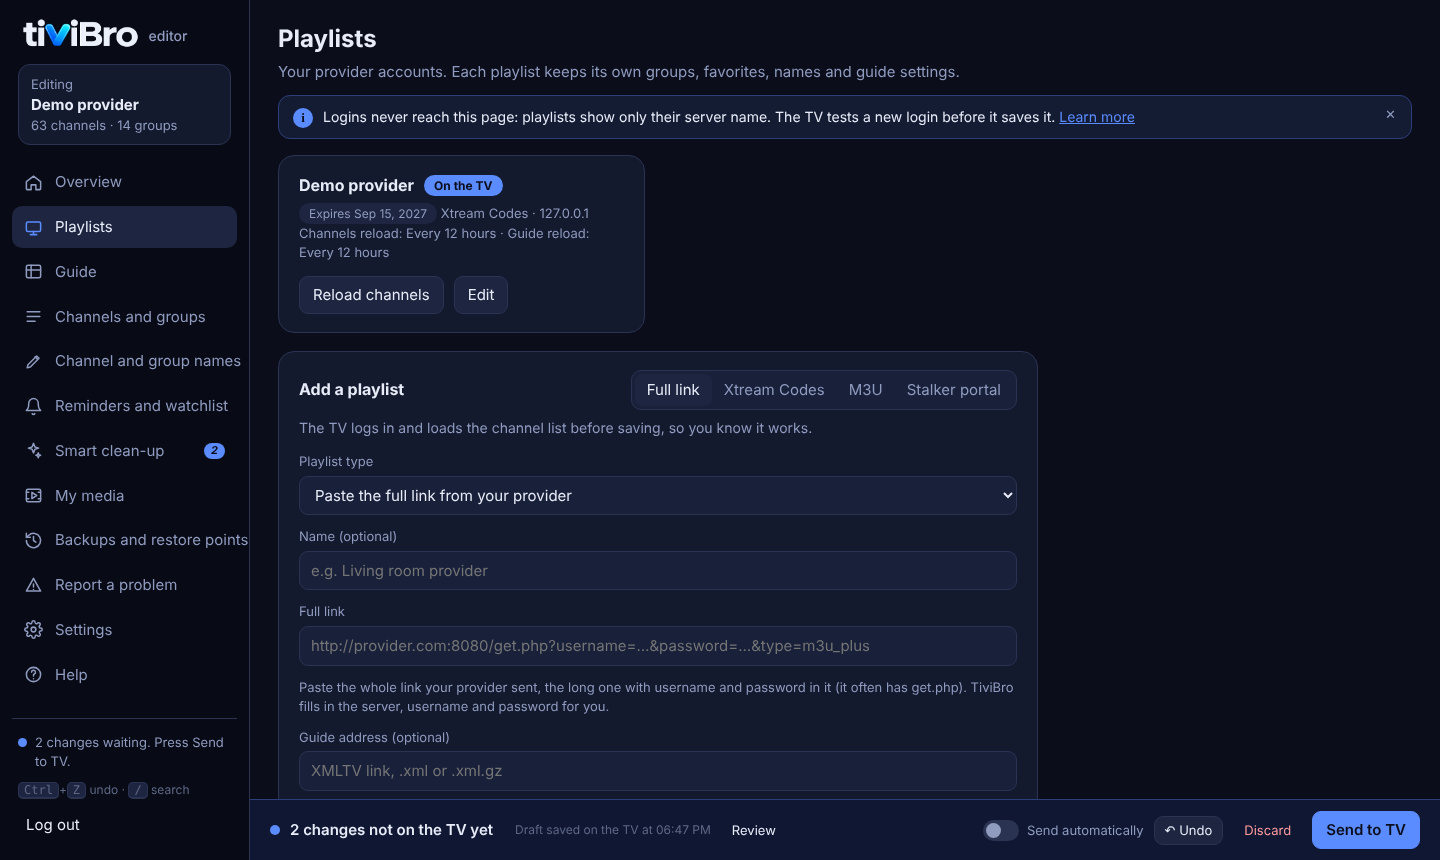 tiviBro editor
Editing
Demo provider
63 channels · 14 groups
Overview
Playlists
Guide
Channels and groups
Channel and group names
Reminders and watchlist
Smart clean-up 2
My media
Backups and restore points
Report a problem
Settings
Help
2 changes waiting. Press Send
to TV.
Ctrl+Z undo · / search
Log out
Playlists
Your provider accounts. Each playlist keeps its own groups, favorites, names and guide settings.
i Logins never reach this page: playlists show only their server name. The TV tests a new login before it saves it. Learn more ×
Demo provider On the TV
Expires Sep 15, 2027 Xtream Codes · 127.0.0.1
Channels reload: Every 12 hours · Guide reload:
Every 12 hours
Reload channels Edit
Add a playlist Full link Xtream Codes M3U Stalker portal
The TV logs in and loads the channel list before saving, so you know it works.
Playlist type
Paste the full link from your provider
Name (optional)
e.g. Living room provider
Full link
http://provider.com:8080/get.php?username=...&password=...&type=m3u_plus
Paste the whole link your provider sent, the long one with username and password in it (it often has get.php). TiviBro
fills in the server, username and password for you.
Guide address (optional)
XMLTV link, .xml or .xml.gz
2 changes not on the TV yet Draft saved on the TV at 06:47 PM Review Send automatically ↶ Undo Discard Send to TV